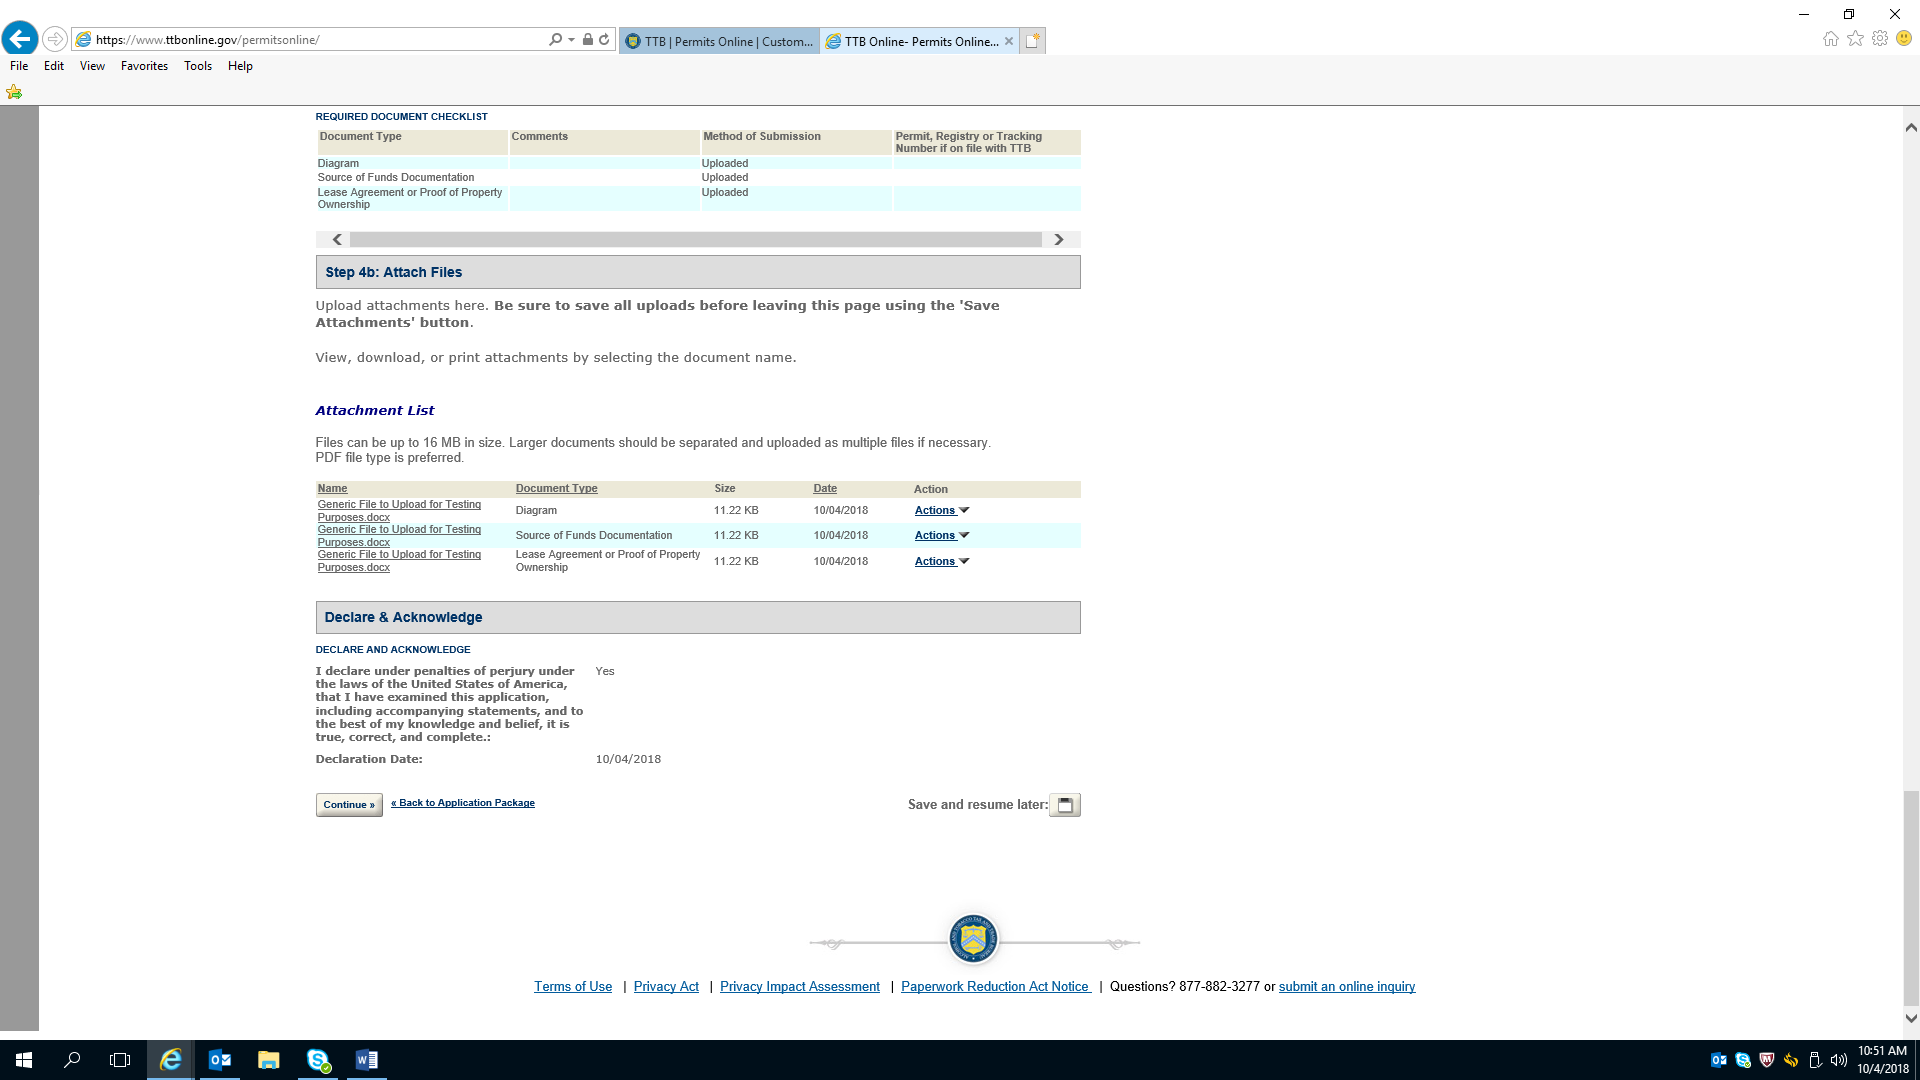 https://www.ttbonline.gov/permitsonline/
TTB | Permits Online | Custom...
TTB Online- Permits Online...
File Edit View Favorites Tools Help
REQUIRED DOCUMENT CHECKLIST
Document Type Comments Method of Submission Permit, Registry or Tracking
Number if on file with TTB
Diagram Uploaded
Source of Funds Documentation Uploaded
Lease Agreement or Proof of Property Uploaded
Ownership
Step 4b: Attach Files
Upload attachments here. Be sure to save all uploads before leaving this page using the 'Save
Attachments' button.
View, download, or print attachments by selecting the document name.
Attachment List
Files can be up to 16 MB in size. Larger documents should be separated and uploaded as multiple files if necessary.
PDF file type is preferred.
Name Document Type Size Date Action
Generic File to Upload for Testing
Purposes.docx Diagram 11.22 KB 10/04/2018 Actions
Generic File to Upload for Testing
Purposes.docx Source of Funds Documentation 11.22 KB 10/04/2018 Actions
Generic File to Upload for Testing Lease Agreement or Proof of Property
Purposes.docx Ownership 11.22 KB 10/04/2018 Actions
Declare & Acknowledge
DECLARE AND ACKNOWLEDGE
I declare under penalties of perjury under Yes
the laws of the United States of America,
that I have examined this application,
including accompanying statements, and to
the best of my knowledge and belief, it is
true, correct, and complete.:
Declaration Date: 10/04/2018
Continue » « Back to Application Package Save and resume later:
Terms of Use | Privacy Act | Privacy Impact Assessment | Paperwork Reduction Act Notice | Questions? 877-882-3277 or submit an online inquiry
10:51 AM
10/4/2018